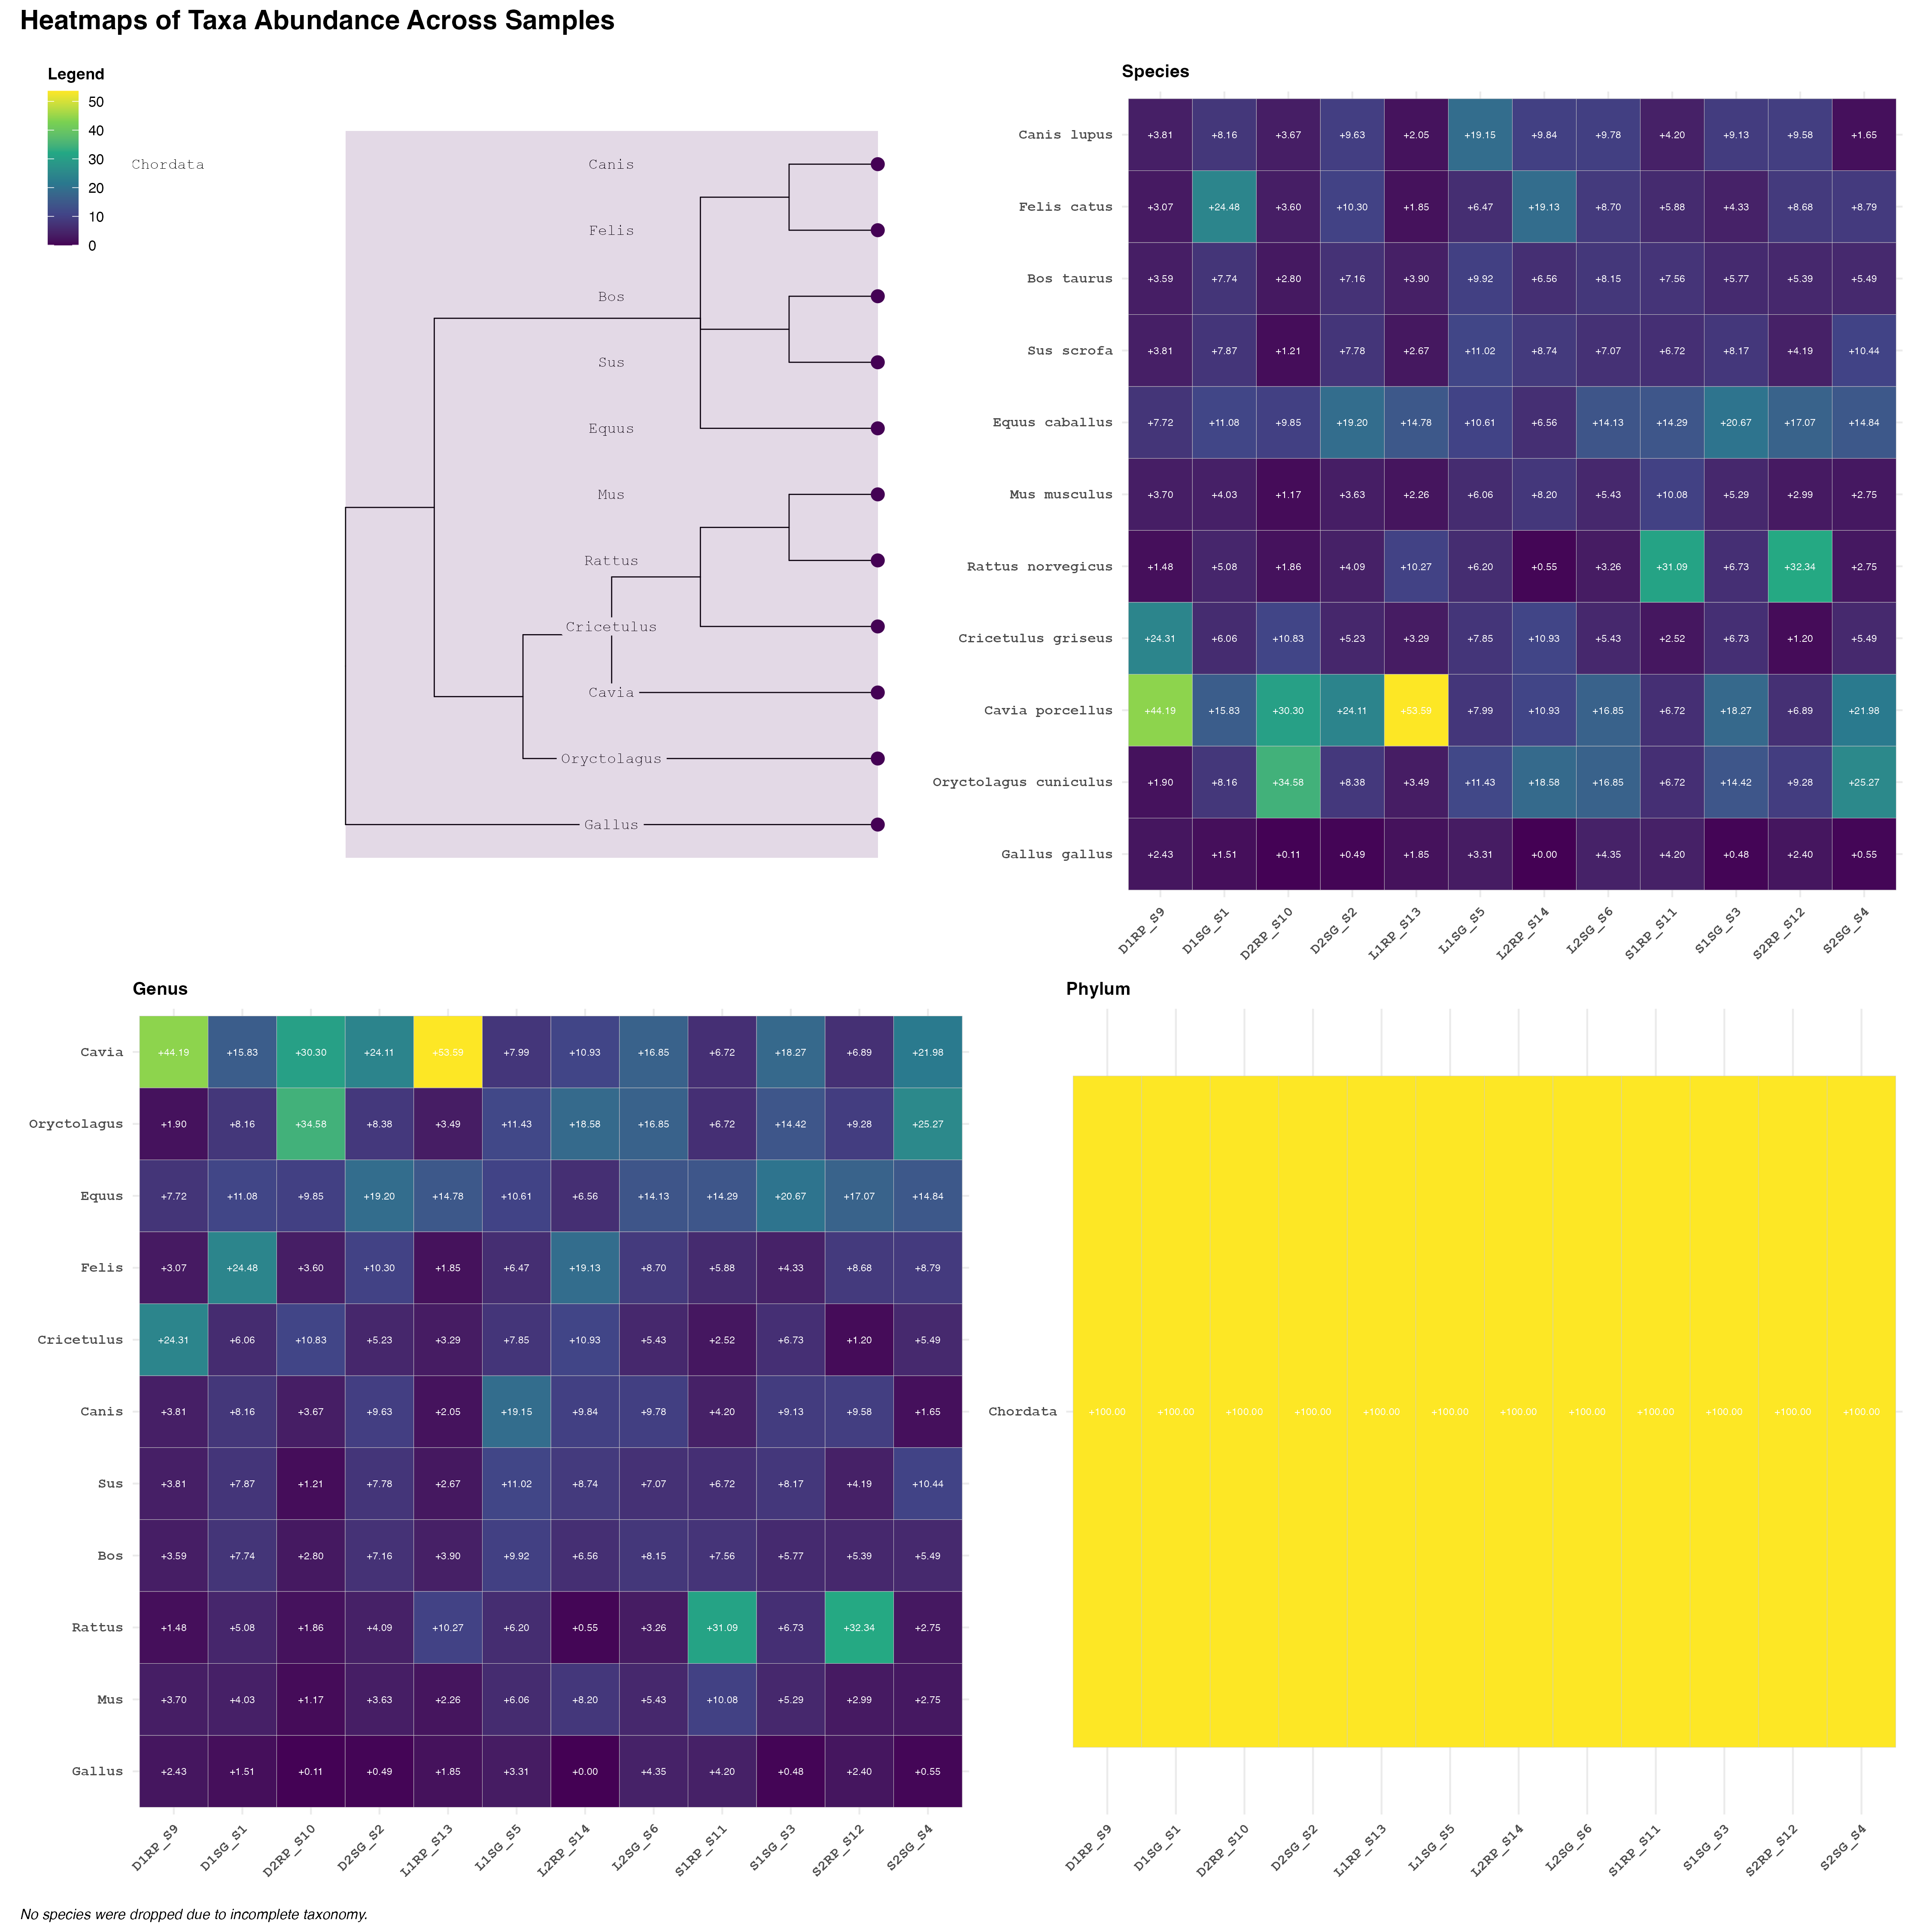 Heatmaps of Taxa Abundance Across Samples
Legend
50
40
30
20
10
0
Chordata
Canis
Felis
Bos
Sus
Equus
Mus
Rattus
Cricetulus
Cavia
Oryctolagus
Gallus
Species
Canis lupus +3.81 +8.16 +3.67 +9.63 +2.05 +19.15 +9.84 +9.78 +4.20 +9.13 +9.58 +1.65
Felis catus +3.07 +24.48 +3.60 +10.30 +1.85 +6.47 +19.13 +8.70 +5.88 +4.33 +8.68 +8.79
Bos taurus +3.59 +7.74 +2.80 +7.16 +3.90 +9.92 +6.56 +8.15 +7.56 +5.77 +5.39 +5.49
Sus scrofa +3.81 +7.87 +1.21 +7.78 +2.67 +11.02 +8.74 +7.07 +6.72 +8.17 +4.19 +10.44
Equus caballus +7.72 +11.08 +9.85 +19.20 +14.78 +10.61 +6.56 +14.13 +14.29 +20.67 +17.07 +14.84
Mus musculus +3.70 +4.03 +1.17 +3.63 +2.26 +6.06 +8.20 +5.43 +10.08 +5.29 +2.99 +2.75
Rattus norvegicus +1.48 +5.08 +1.86 +4.09 +10.27 +6.20 +0.55 +3.26 +31.09 +6.73 +32.34 +2.75
Cricetulus griseus +24.31 +6.06 +10.83 +5.23 +3.29 +7.85 +10.93 +5.43 +2.52 +6.73 +1.20 +5.49
Cavia porcellus +44.19 +15.83 +30.30 +24.11 +53.59 +7.99 +10.93 +16.85 +6.72 +18.27 +6.89 +21.98
Oryctolagus cuniculus +1.90 +8.16 +34.58 +8.38 +3.49 +11.43 +18.58 +16.85 +6.72 +14.42 +9.28 +25.27
Gallus gallus +2.43 +1.51 +0.11 +0.49 +1.85 +3.31 +0.00 +4.35 +4.20 +0.48 +2.40 +0.55
D1RP_S9 D1SG_S1 D2RP_S10 D2SG_S2 L1RP_S13 L1SG_S5 L2RP_S14 L2SG_S6 S1RP_S11 S1SG_S3 S2RP_S12 S2SG_S4
Genus
Cavia +44.19 +15.83 +30.30 +24.11 +53.59 +7.99 +10.93 +16.85 +6.72 +18.27 +6.89 +21.98
Oryctolagus +1.90 +8.16 +34.58 +8.38 +3.49 +11.43 +18.58 +16.85 +6.72 +14.42 +9.28 +25.27
Equus +7.72 +11.08 +9.85 +19.20 +14.78 +10.61 +6.56 +14.13 +14.29 +20.67 +17.07 +14.84
Felis +3.07 +24.48 +3.60 +10.30 +1.85 +6.47 +19.13 +8.70 +5.88 +4.33 +8.68 +8.79
Cricetulus +24.31 +6.06 +10.83 +5.23 +3.29 +7.85 +10.93 +5.43 +2.52 +6.73 +1.20 +5.49
Canis +3.81 +8.16 +3.67 +9.63 +2.05 +19.15 +9.84 +9.78 +4.20 +9.13 +9.58 +1.65
Sus +3.81 +7.87 +1.21 +7.78 +2.67 +11.02 +8.74 +7.07 +6.72 +8.17 +4.19 +10.44
Bos +3.59 +7.74 +2.80 +7.16 +3.90 +9.92 +6.56 +8.15 +7.56 +5.77 +5.39 +5.49
Rattus +1.48 +5.08 +1.86 +4.09 +10.27 +6.20 +0.55 +3.26 +31.09 +6.73 +32.34 +2.75
Mus +3.70 +4.03 +1.17 +3.63 +2.26 +6.06 +8.20 +5.43 +10.08 +5.29 +2.99 +2.75
Gallus +2.43 +1.51 +0.11 +0.49 +1.85 +3.31 +0.00 +4.35 +4.20 +0.48 +2.40 +0.55
D1RP_S9 D1SG_S1 D2RP_S10 D2SG_S2 L1RP_S13 L1SG_S5 L2RP_S14 L2SG_S6 S1RP_S11 S1SG_S3 S2RP_S12 S2SG_S4
Phylum
Chordata +100.00 +100.00 +100.00 +100.00 +100.00 +100.00 +100.00 +100.00 +100.00 +100.00 +100.00 +100.00
D1RP_S9 D1SG_S1 D2RP_S10 D2SG_S2 L1RP_S13 L1SG_S5 L2RP_S14 L2SG_S6 S1RP_S11 S1SG_S3 S2RP_S12 S2SG_S4
No species were dropped due to incomplete taxonomy.